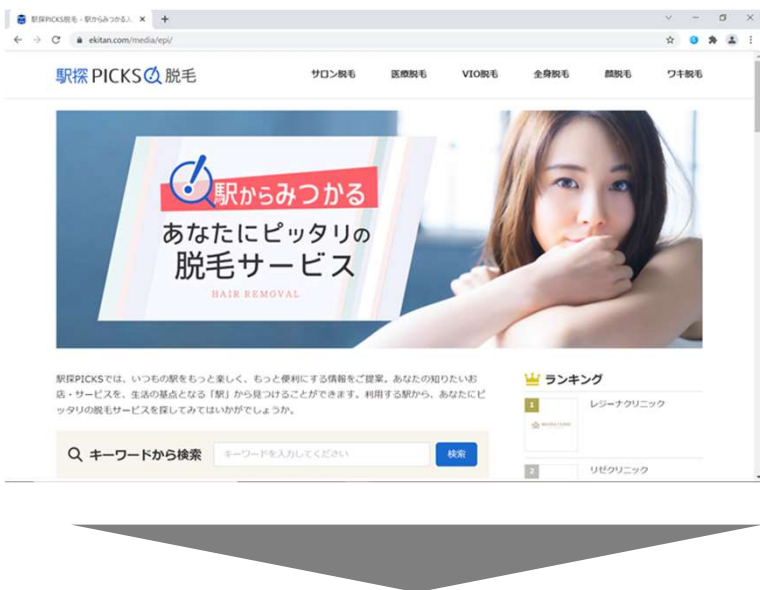 駅探PICKS脱毛 - 駅からみつかる人
ekitan.com/media/epi/
駅探 PICKS 脱毛
サロン脱毛 医療脱毛 VIO脱毛 全身脱毛 顔脱毛 ワキ脱毛
駅からみつかる
あなたにピッタリの
脱毛サービス
HAIR REMOVAL
駅探PICKSでは、いつもの駅をもっと楽しく、もっと便利にする情報をご提案。あなたの知りたいお
店・サービスを、生活の基点となる「駅」から見つけることができます。利用する駅から、あなたにピ
ッタリの脱毛サービスを探してみてはいかがでしょうか。
キーワードから検索 キーワードを入力してください 検索
ランキング
1 レジーナクリニック
REGINA CLINIC
2 リゼクリニック